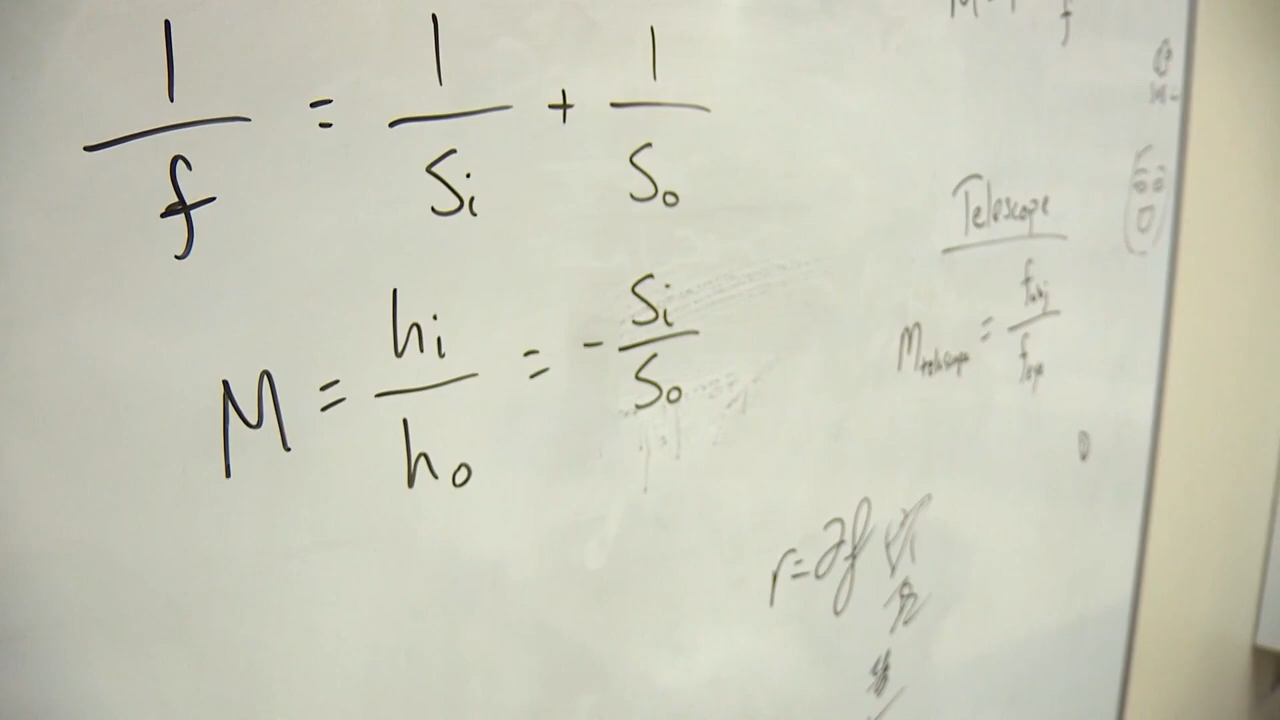 1/f = 1/Si + 1/So
M = hi/ho = - Si/So
Telescope
Mtelescope = fobj/feye
r=2f